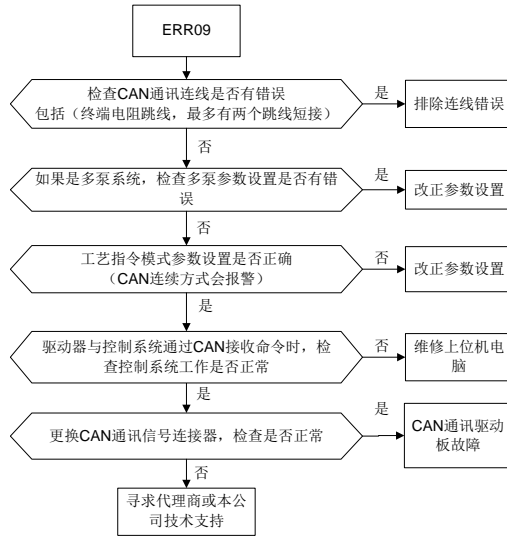 ERR09
检查CAN通讯连线是否有错误
包括（终端电阻跳线，最多有两个跳线短接）
是
排除连线错误
否
如果是多泵系统，检查多泵参数设置是否有错
误
是
改正参数设置
否
工艺指令模式参数设置是否正确
（CAN连续方式会报警）
否
改正参数设置
是
驱动器与控制系统通过CAN接收命令时，检
查控制系统工作是否正常
否
维修上位机电
脑
是
更换CAN通讯信号连接器，检查是否正常
是
CAN通讯驱动
板故障
否
寻求代理商或本公
司技术支持